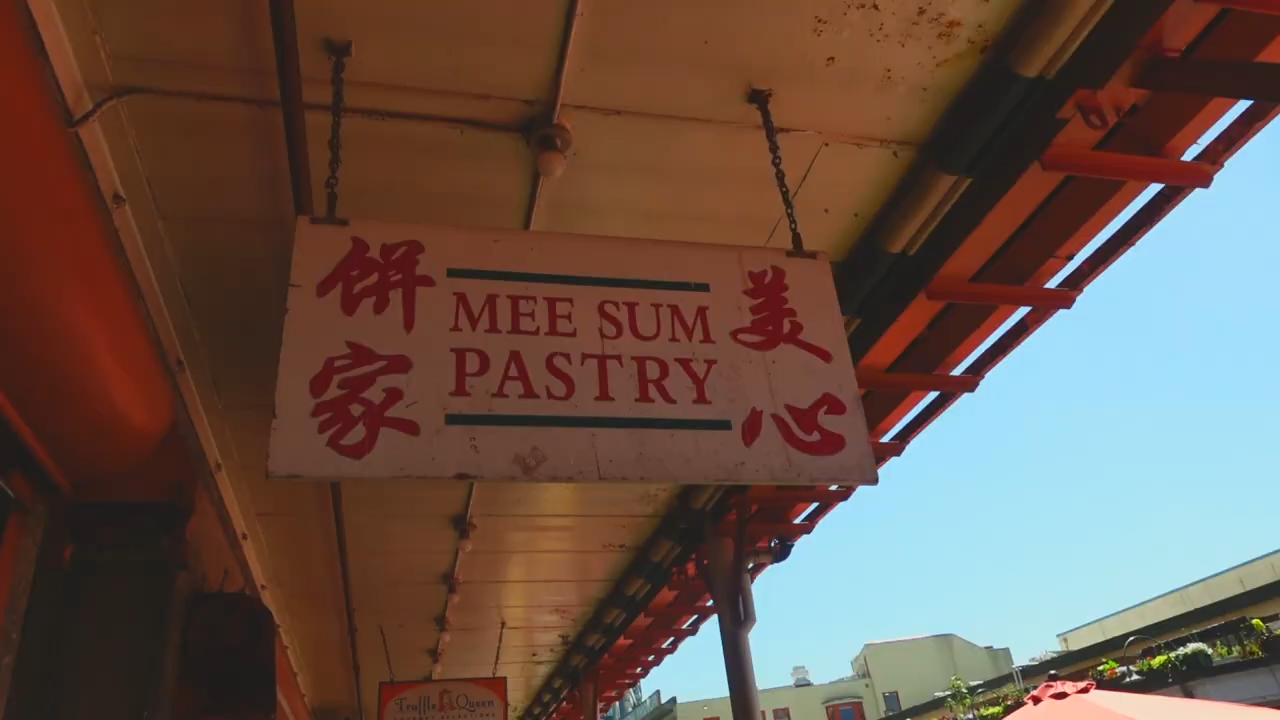 美心
餅家
MEE SUM
PASTRY
Truffle Queen